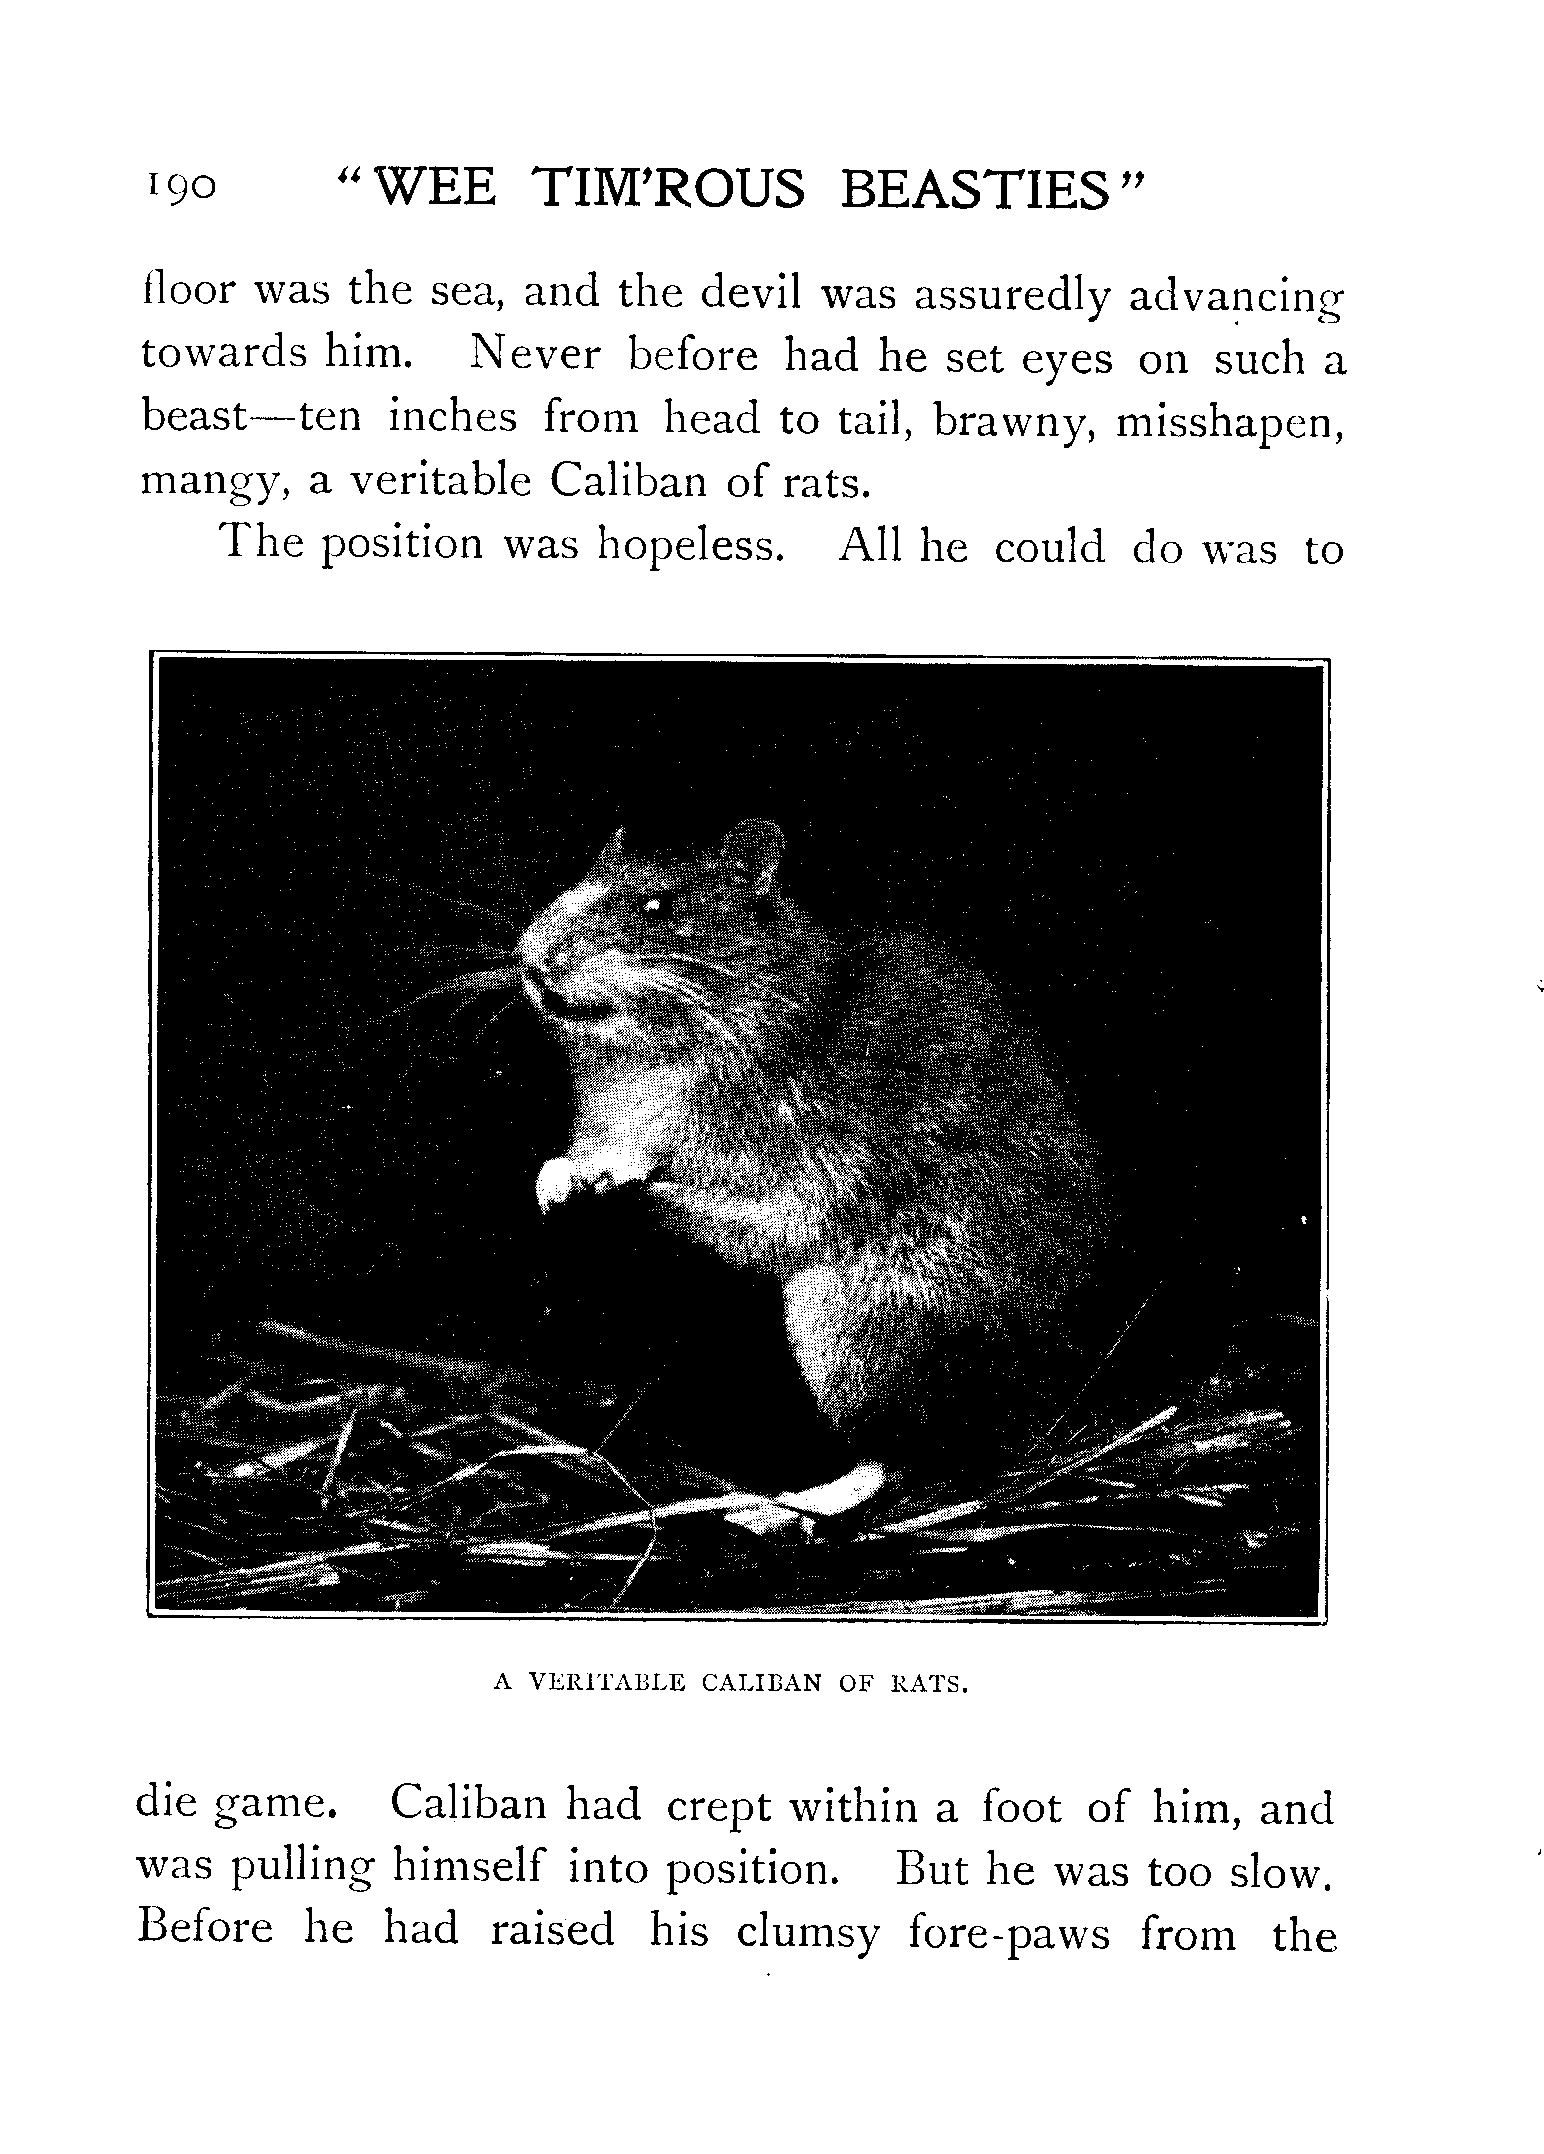 190 “WEE TIM'ROUS BEASTIES”
floor was the sea, and the devil was assuredly advancing
towards him. Never before had he set eyes on such a
beast—ten inches from head to tail, brawny, misshapen,
mangy, a veritable Caliban of rats.
The position was hopeless. All he could do was to
A VERITABLE CALIBAN OF RATS.
die game. Caliban had crept within a foot of him, and
was pulling himself into position. But he was too slow.
Before he had raised his clumsy fore-paws from the